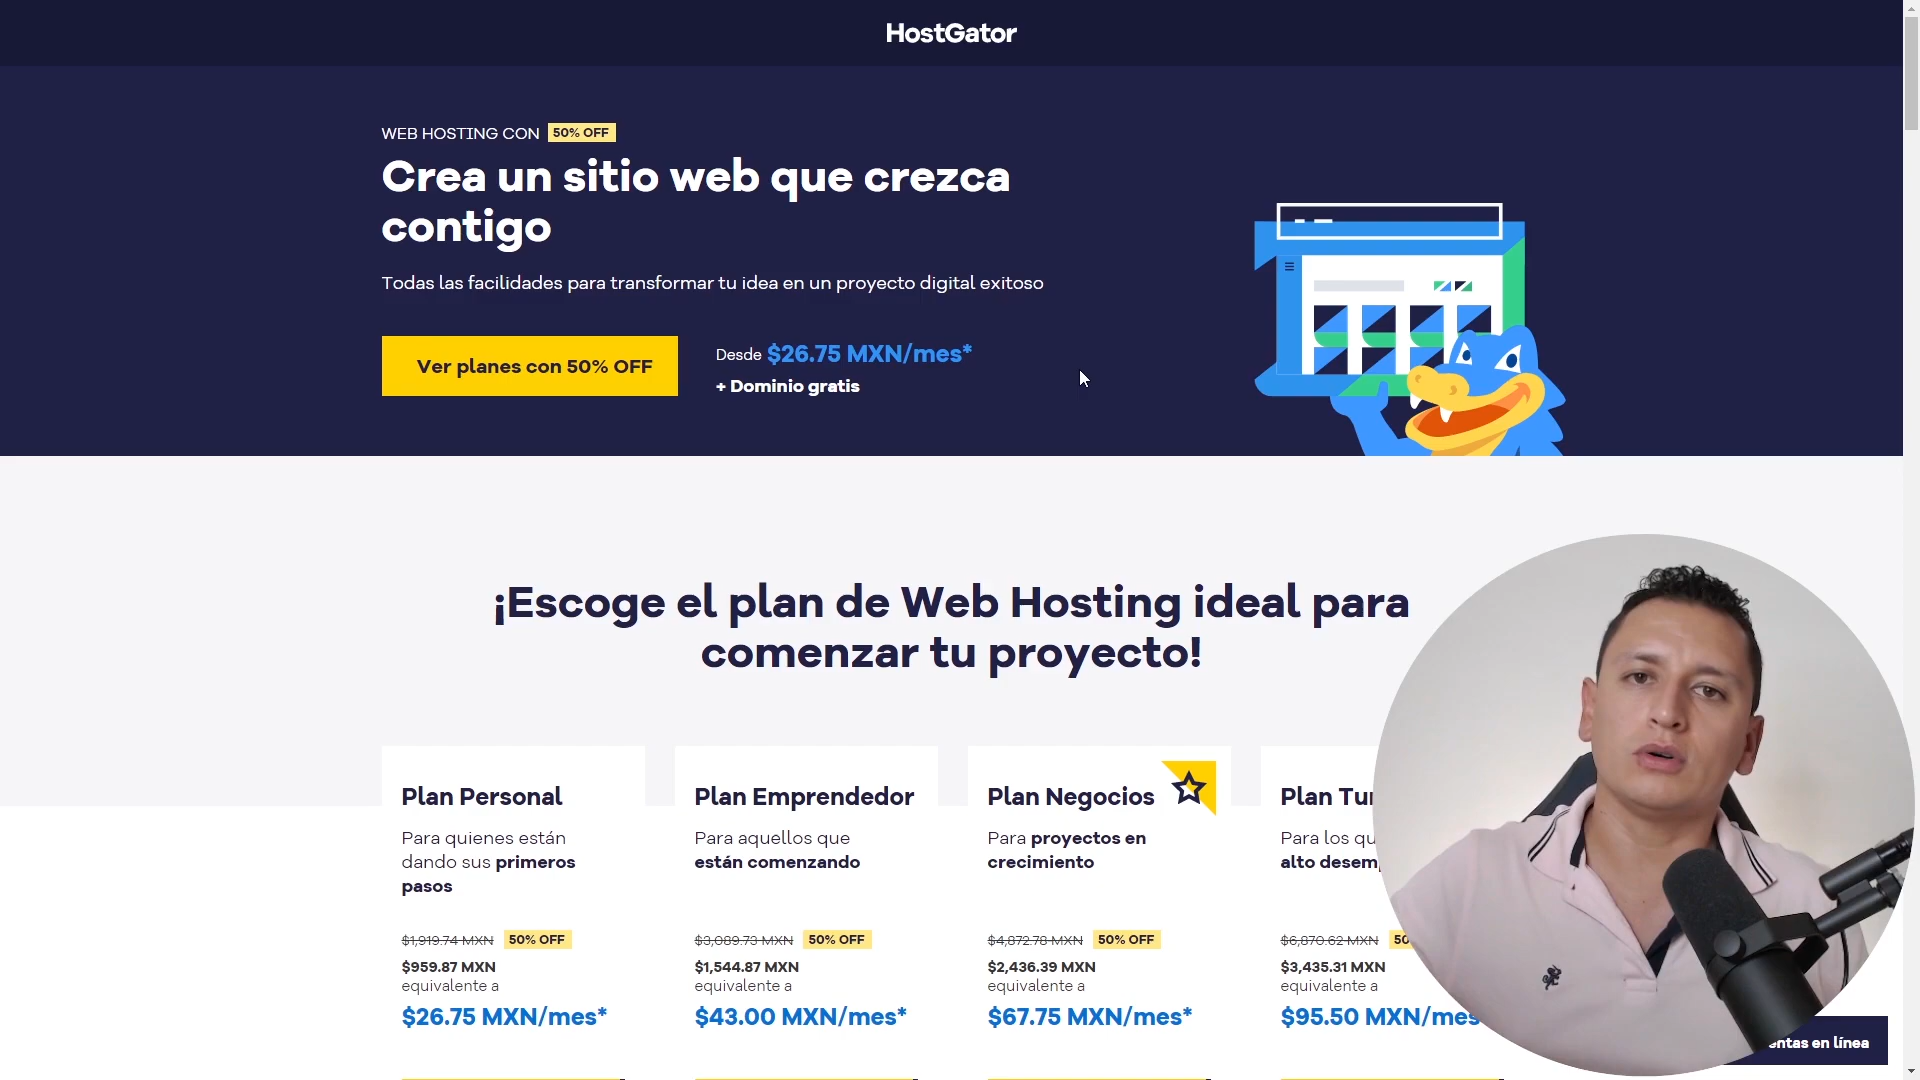 HostGator
WEB HOSTING CON 50% OFF
Crea un sitio web que crezca
contigo
Todas las facilidades para transformar tu idea en un proyecto digital exitoso
Ver planes con 50% OFF
Desde $26.75 MXN/mes*
+ Dominio gratis
¡Escoge el plan de Web Hosting ideal para
comenzar tu proyecto!
Plan Personal
Para quienes están
dando sus primeros
pasos
$1,919.74 MXN 50% OFF
$959.87 MXN
equivalente a
$26.75 MXN/mes*
Plan Emprendedor
Para aquellos que
están comenzando
$3,089.73 MXN 50% OFF
$1,544.87 MXN
equivalente a
$43.00 MXN/mes*
Plan Negocios
Para proyectos en
crecimiento
$4,872.78 MXN 50% OFF
$2,436.39 MXN
equivalente a
$67.75 MXN/mes*
Plan
Para los
alto
$6,870.62 MXN 50
$3,435.31 MXN
equivalente a
$95.50 MXN/mes
en línea